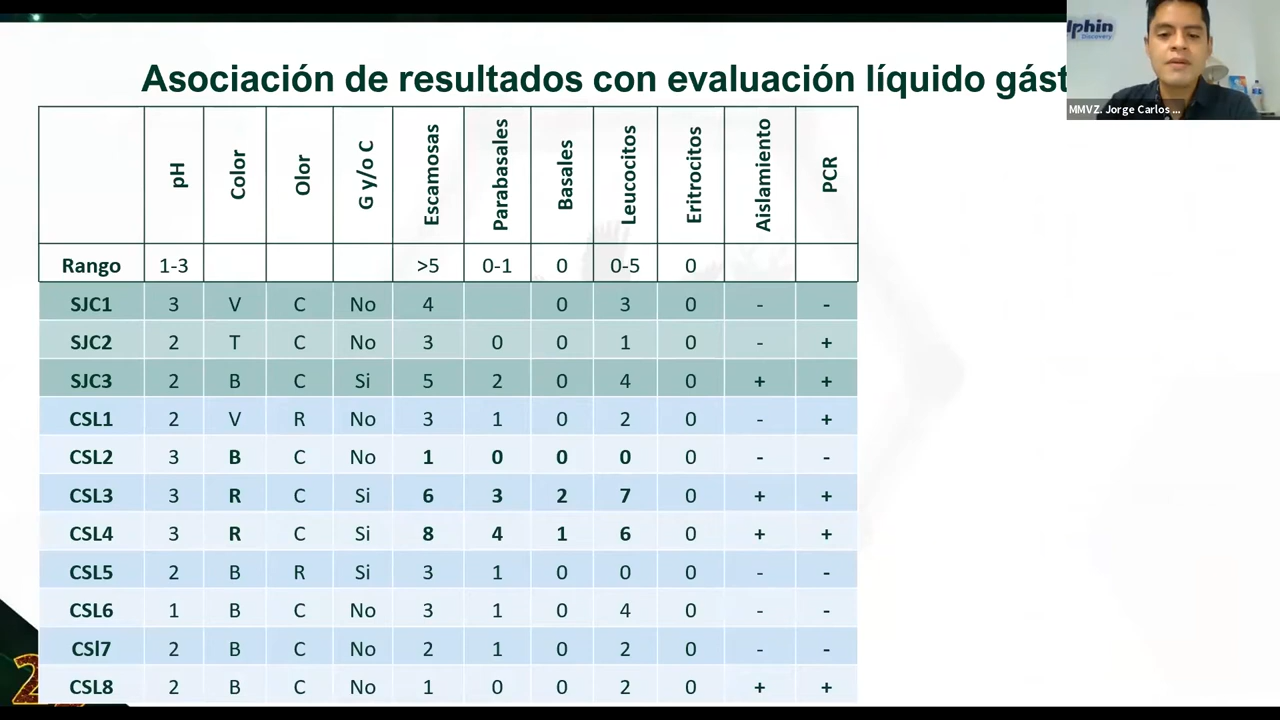 Asociación de resultados con evaluación líquido gást
lphin
Discovery
MMVZ. Jorge Carlos ...
pH Color Olor G y/o C Escamosas Parabasales Basales Leucocitos Eritrocitos Aislamiento PCR
Rango 1-3 >5 0-1 0 0-5 0
SJC1 3 V C No 4 0 3 0 - -
SJC2 2 T C No 3 0 0 1 0 - +
SJC3 2 B C Si 5 2 0 4 0 + +
CSL1 2 V R No 3 1 0 2 0 - +
CSL2 3 B C No 1 0 0 0 0 - -
CSL3 3 R C Si 6 3 2 7 0 + +
CSL4 3 R C Si 8 4 1 6 0 + +
CSL5 2 B R Si 3 1 0 0 0 - -
CSL6 1 B C No 3 1 0 4 0 - -
CSl7 2 B C No 2 1 0 2 0 - -
CSL8 2 B C No 1 0 0 2 0 + +